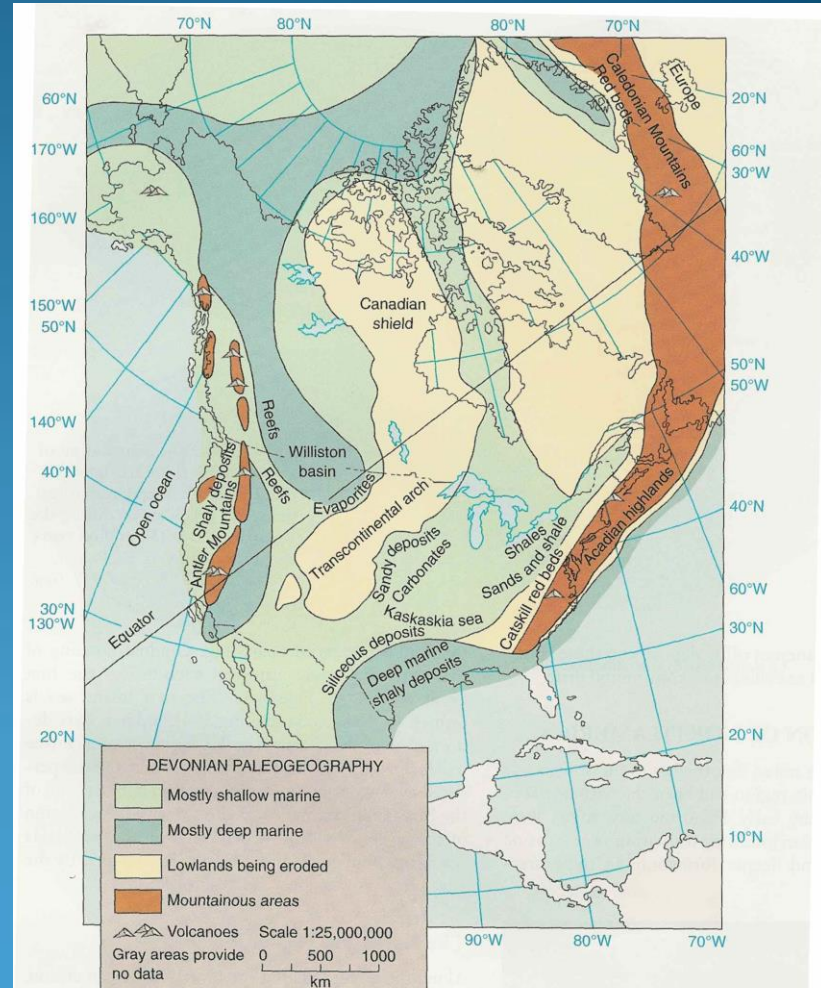 70°N
80°N
80°N
70°N
60°N
170°W
160°W
150°W
50°N
140°W
40°N
30°N
130°W
20°N
20°N
60°N
30°W
40°W
50°N
50°W
40°N
60°W
30°N
20°N
10°N
90°W
80°W
70°W
Caledonian Mountains
Red beds
Europe
Canadian
shield
Reefs
Reefs
Williston
basin
Evaporites
Open ocean
Shaly deposits
Antler Mountains
Equator
Transcontinental arch
Sandy deposits
Carbonates
Shales
Sands and shale
Catskill red beds
Acadian highlands
Kaskaskia sea
Siliceous deposits
Deep marine
shaly deposits
DEVONIAN PALEOGEOGRAPHY
Mostly shallow marine
Mostly deep marine
Lowlands being eroded
Mountainous areas
Volcanoes Scale 1:25,000,000
Gray areas provide
no data
0 500 1000
km